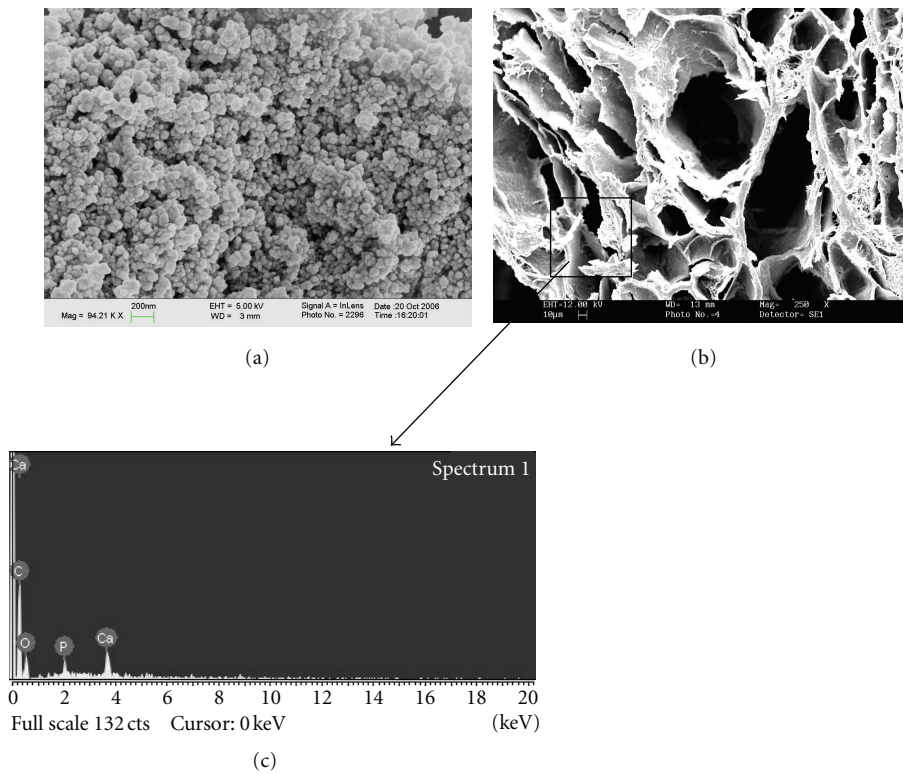 Mag = 94.21 K X
200nm
EHT = 5.00 kV
WD = 3 mm
Signal A = InLens
Photo No. = 2296
Date :20 Oct 2006
Time :16:20:01
(a)
EHT=12.00 kV
WD= 13 mm
Mag= 250 X
10µm
Photo No.=4
Detector= SE1
(b)
Spectrum 1
Ca
C
O
P
Ca
0 2 4 6 8 10 12 14 16 18 20
Full scale 132 cts Cursor: 0 keV
(keV)
(c)